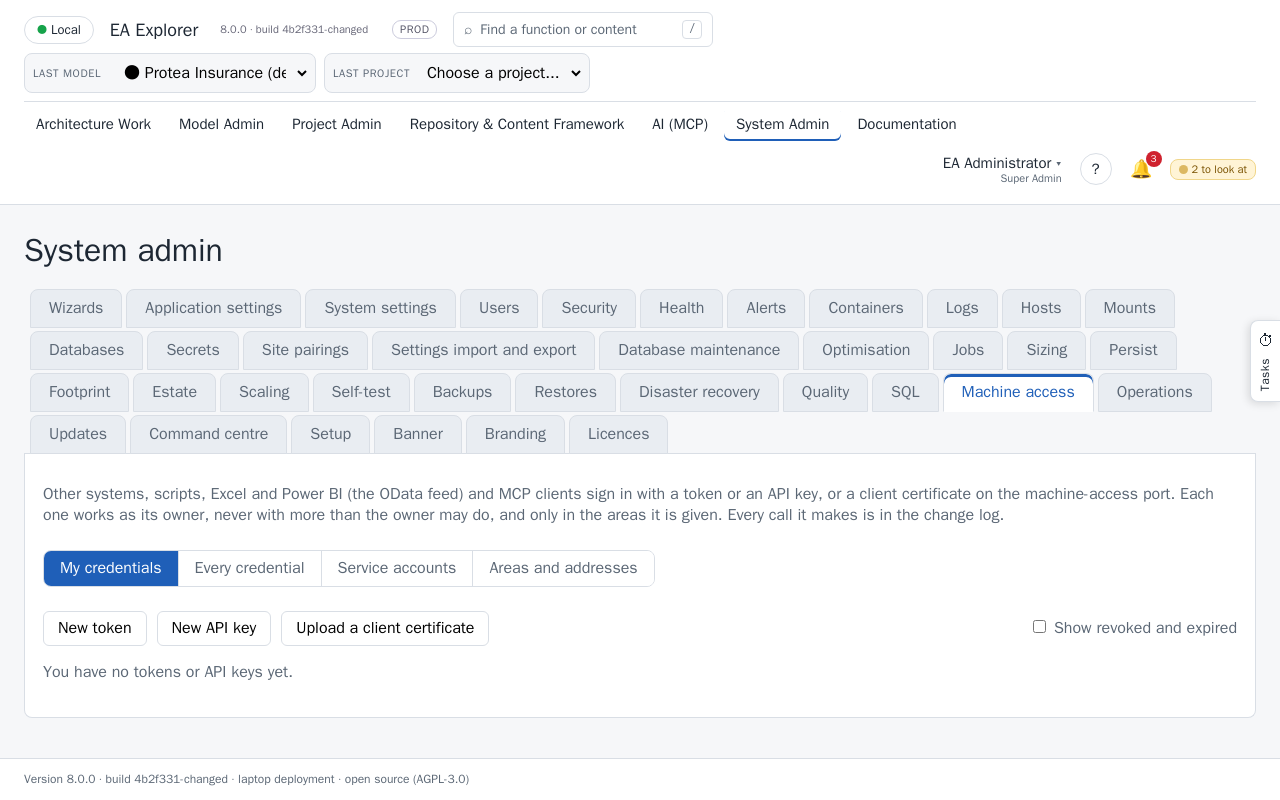 Local
EA Explorer
8.0.0 · build 4b2f331-changed
PROD
Find a function or content
/
LAST MODEL
Protea Insurance (de
LAST PROJECT
Choose a project...
Architecture Work
Model Admin
Project Admin
Repository & Content Framework
AI (MCP)
System Admin
Documentation
EA Administrator
Super Admin
?
3
2 to look at
System admin
Wizards
Application settings
System settings
Users
Security
Health
Alerts
Containers
Logs
Hosts
Mounts
Databases
Secrets
Site pairings
Settings import and export
Database maintenance
Optimisation
Jobs
Sizing
Persist
Footprint
Estate
Scaling
Self-test
Backups
Restores
Disaster recovery
Quality
SQL
Machine access
Operations
Updates
Command centre
Setup
Banner
Branding
Licences
Tasks
Other systems, scripts, Excel and Power BI (the OData feed) and MCP clients sign in with a token or an API key, or a client certificate on the machine-access port. Each
one works as its owner, never with more than the owner may do, and only in the areas it is given. Every call it makes is in the change log.
My credentials
Every credential
Service accounts
Areas and addresses
New token
New API key
Upload a client certificate
Show revoked and expired
You have no tokens or API keys yet.
Version 8.0.0 · build 4b2f331-changed · laptop deployment · open source (AGPL-3.0)